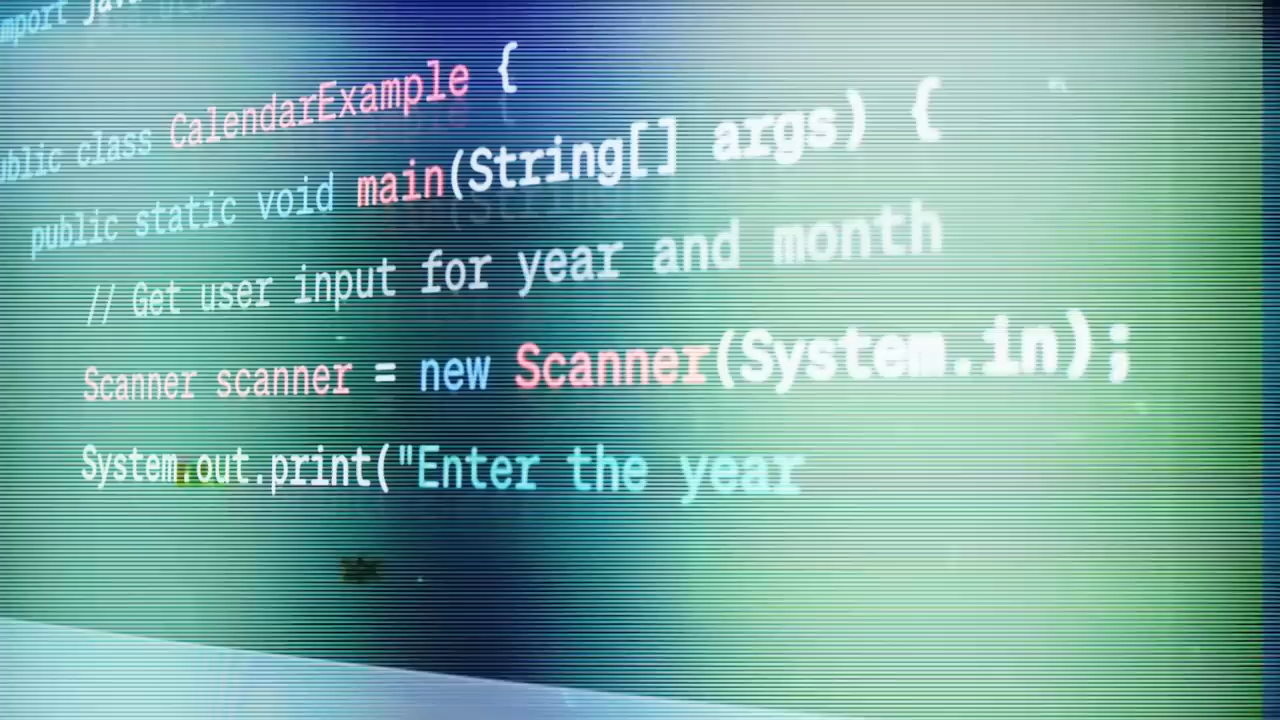 public class CalendarExample {
public static void main(String[] args) {
// Get user input for year and month
Scanner scanner = new Scanner(System.in);
System.out.print("Enter the year